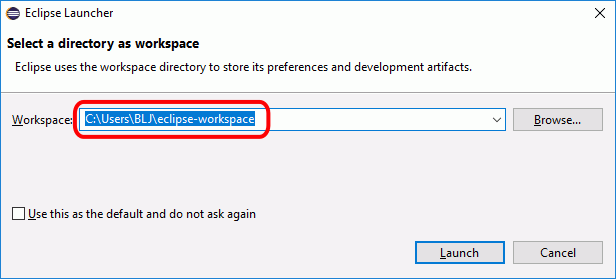 Eclipse Launcher
Select a directory as workspace
Eclipse uses the workspace directory to store its preferences and development artifacts.
Workspace: C:\Users\BLJ\eclipse-workspace Browse...
Use this as the default and do not ask again
Launch Cancel